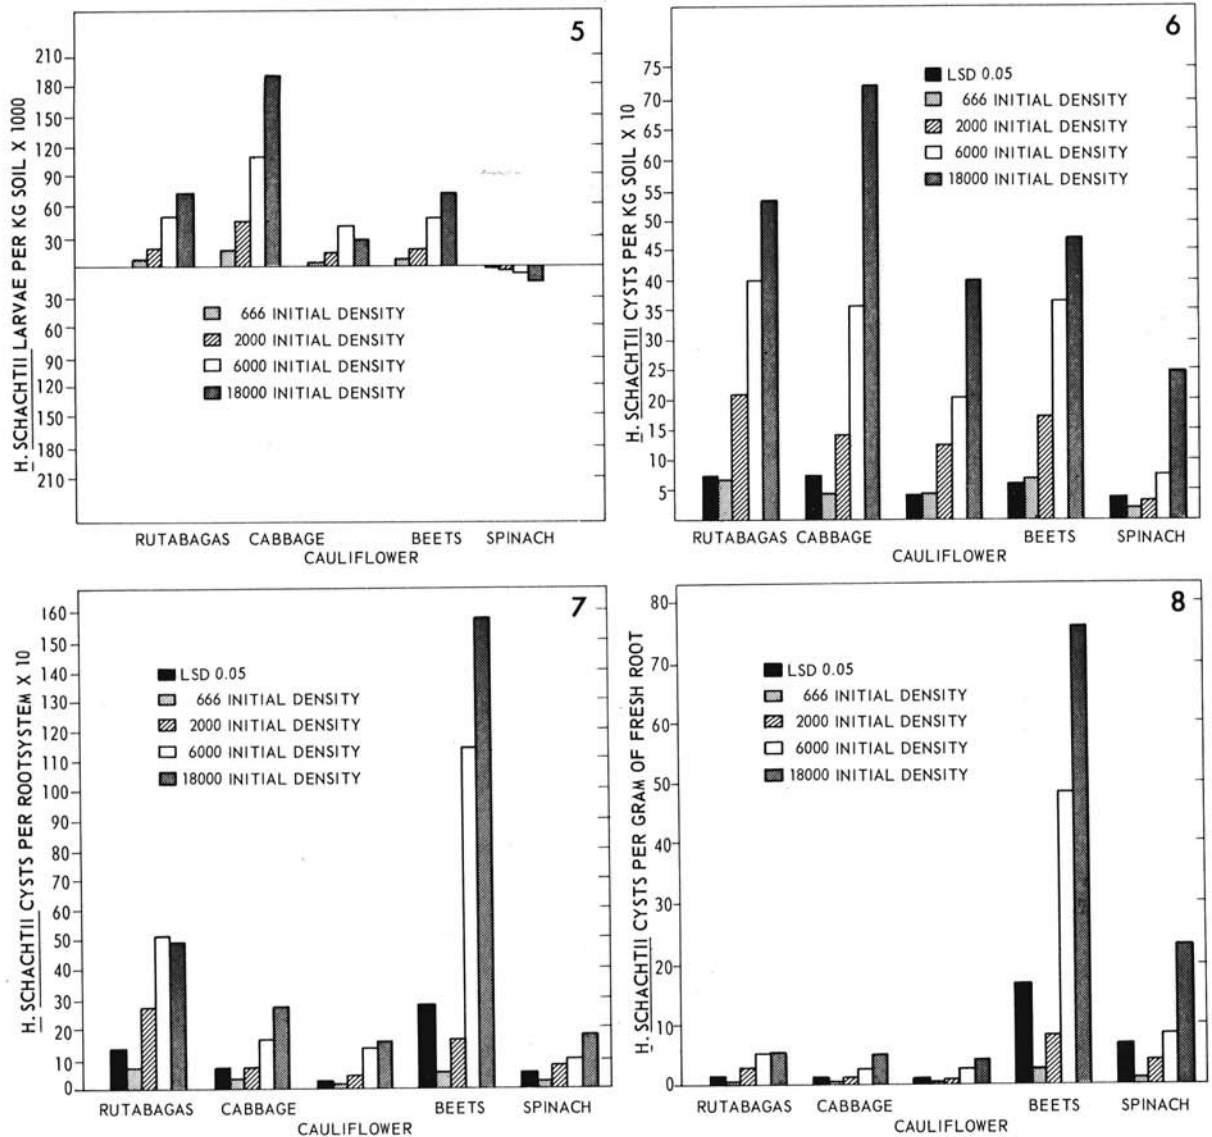 5
H. SCHACHTII LARVAE PER KG SOIL X 1000
210
180
150
120
90
60
30
30
60
90
120
150
180
210
666 INITIAL DENSITY
2000 INITIAL DENSITY
6000 INITIAL DENSITY
18000 INITIAL DENSITY
RUTABAGAS CABBAGE BEETS SPINACH
CAULIFLOWER
6
H. SCHACHTII CYSTS PER KG SOIL X 10
75
70
65
60
55
50
45
40
35
30
25
20
15
10
5
LSD 0.05
666 INITIAL DENSITY
2000 INITIAL DENSITY
6000 INITIAL DENSITY
18000 INITIAL DENSITY
RUTABAGAS CABBAGE BEETS SPINACH
CAULIFLOWER
7
H. SCHACHTII CYSTS PER ROOTSYSTEM X 10
160
150
140
130
120
110
100
90
80
70
60
50
40
30
20
10
0
LSD 0.05
666 INITIAL DENSITY
2000 INITIAL DENSITY
6000 INITIAL DENSITY
18000 INITIAL DENSITY
RUTABAGAS CABBAGE BEETS SPINACH
CAULIFLOWER
8
H. SCHACHTII CYSTS PER GRAM OF FRESH ROOT
80
70
60
50
40
30
20
10
0
LSD 0.05
666 INITIAL DENSITY
2000 INITIAL DENSITY
6000 INITIAL DENSITY
18000 INITIAL DENSITY
RUTABAGAS CABBAGE BEETS SPINACH
CAULIFLOWER